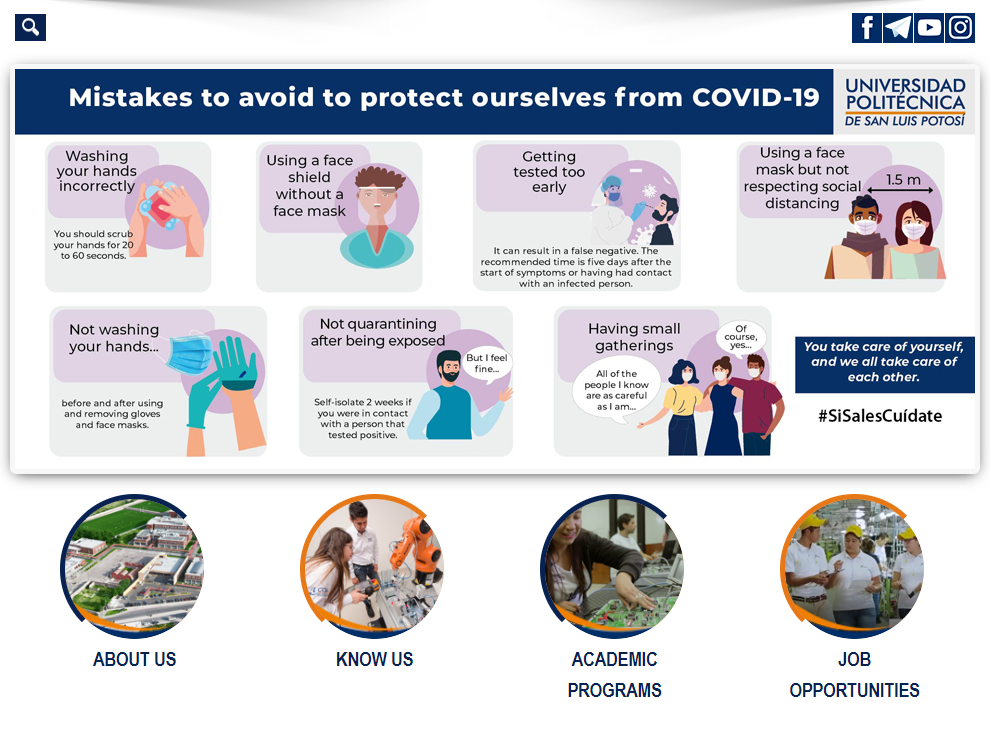 Mistakes to avoid to protect ourselves from COVID-19
UNIVERSIDAD
POLITÉCNICA
DE SAN LUIS POTOSÍ
Washing
your hands
incorrectly
You should scrub
your hands for 20
to 60 seconds.
Using a face
shield
without a
face mask
Getting
tested too
early
It can result in a false negative. The
recommended time is five days after the
start of symptoms or having had contact
with an infected person.
Using a face
mask but not
respecting social
distancing
1.5 m
Not washing
your hands...
before and after using
and removing gloves
and face masks.
Not quarantining
after being exposed
But I feel
fine...
Self-isolate 2 weeks if
you were in contact
with a person that
tested positive.
Having small
gatherings
Of
course,
yes...
All of the
people I know
are as careful
as I am...
You take care of yourself,
and we all take care of
each other.
#SiSalesCuídate
ABOUT US
KNOW US
ACADEMIC
PROGRAMS
JOB
OPPORTUNITIES